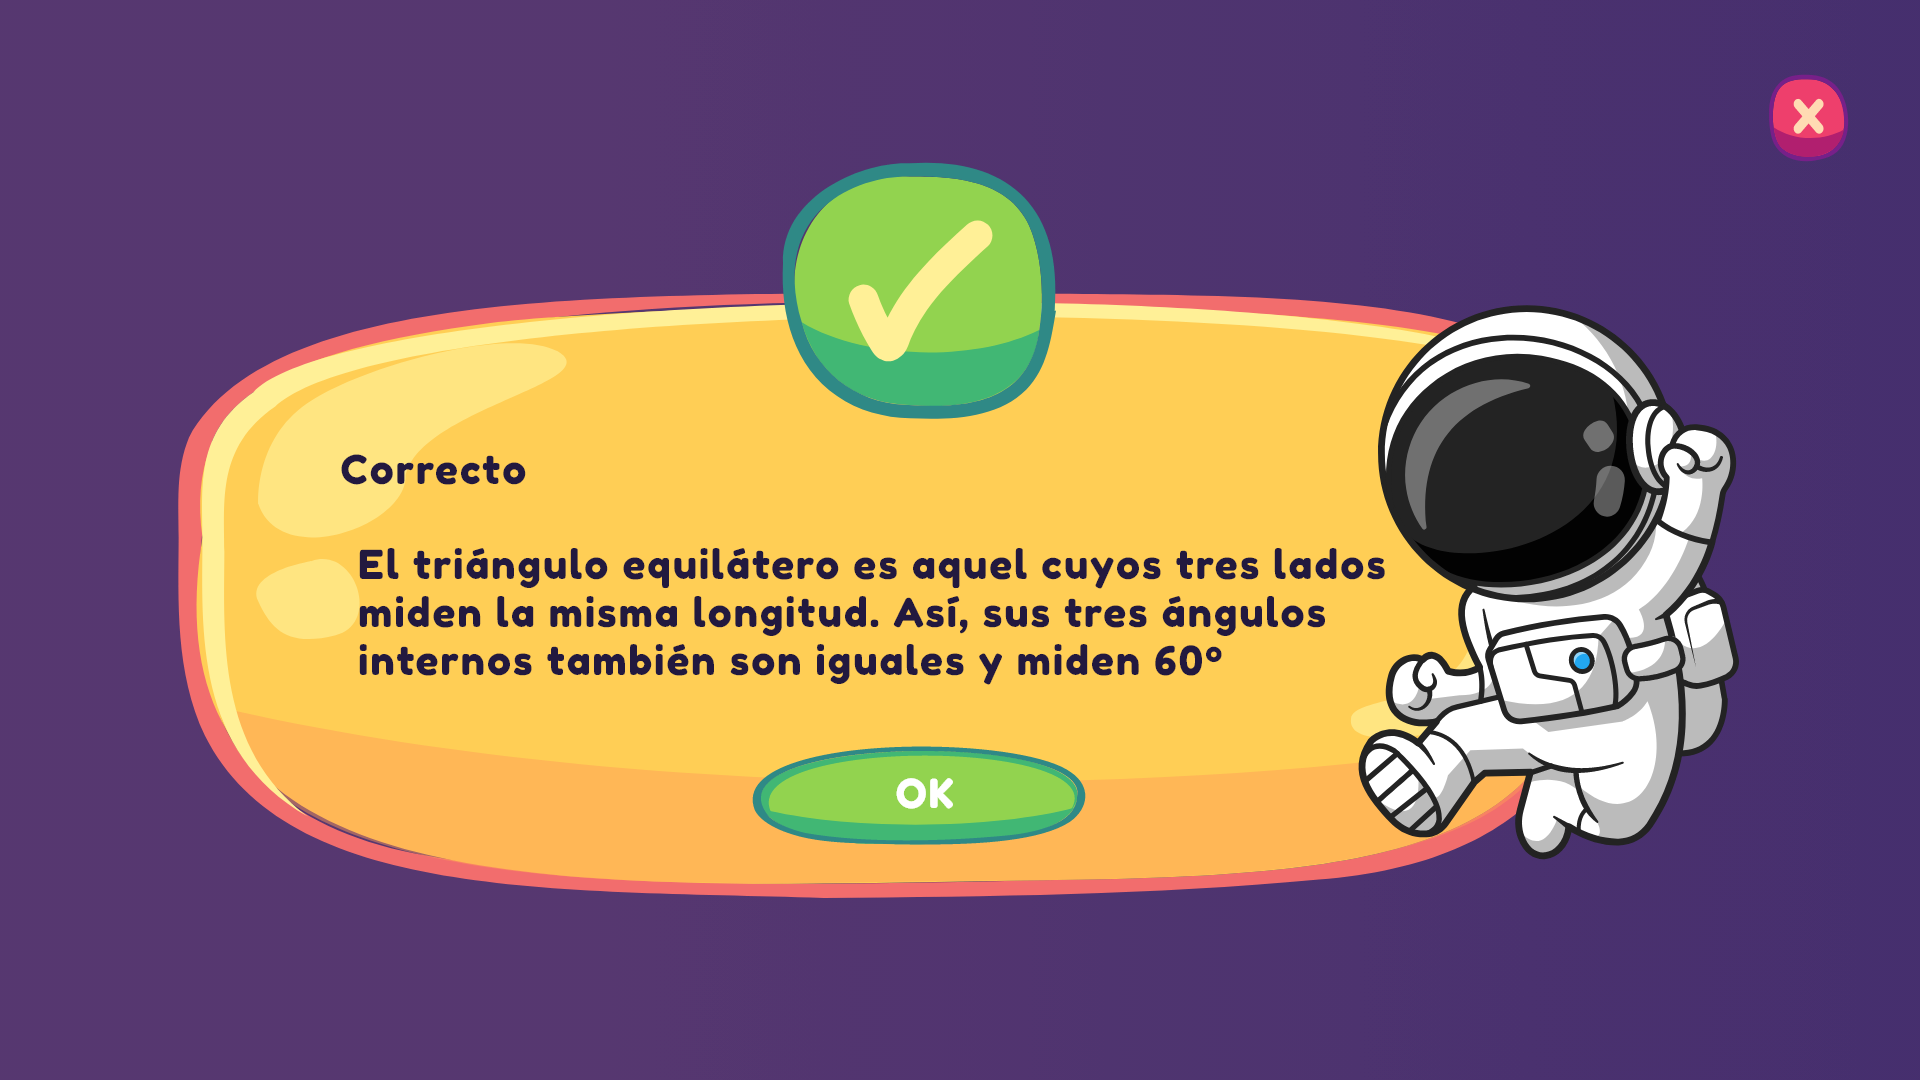 Correcto
El triángulo equilátero es aquel cuyos tres lados
miden la misma longitud. Así, sus tres ángulos
internos también son iguales y miden 60°
OK